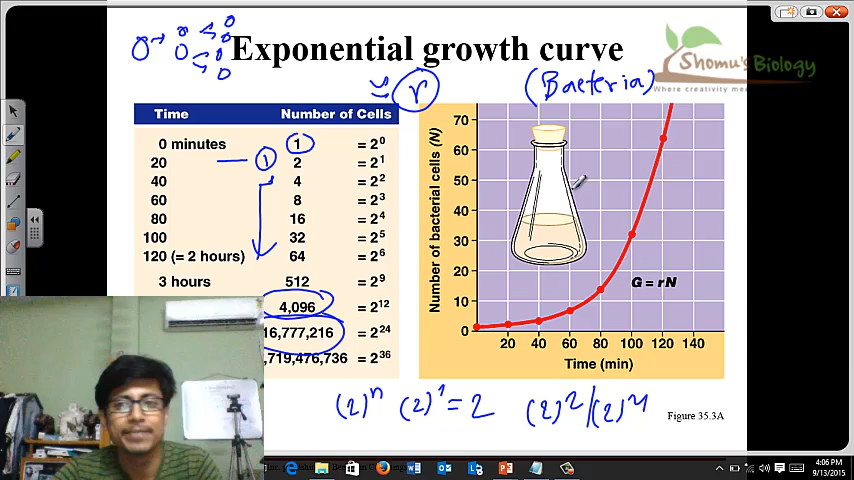 Exponential growth curve
Shomu's Biology
Where creativity me
r
(Bacteria)
Time Number of Cells
0 minutes 1 = 2⁰
20 1 2 = 2¹
40 4 = 2²
60 8 = 2³
80 16 = 2⁴
100 32 = 2⁵
120 (= 2 hours) 64 = 2⁶
3 hours 512 = 2⁹
4,096 = 2¹²
16,777,216 = 2²⁴
,719,476,736 = 2³⁶
Number of bacterial cells (N)
70
60
50
40
30
20
10
0
G = rN
20 40 60 80 100 120 140
Time (min)
(2)ⁿ (2)¹ = 2 (2)²/(2)
Figure 35.3A
4:06 PM
9/13/2015